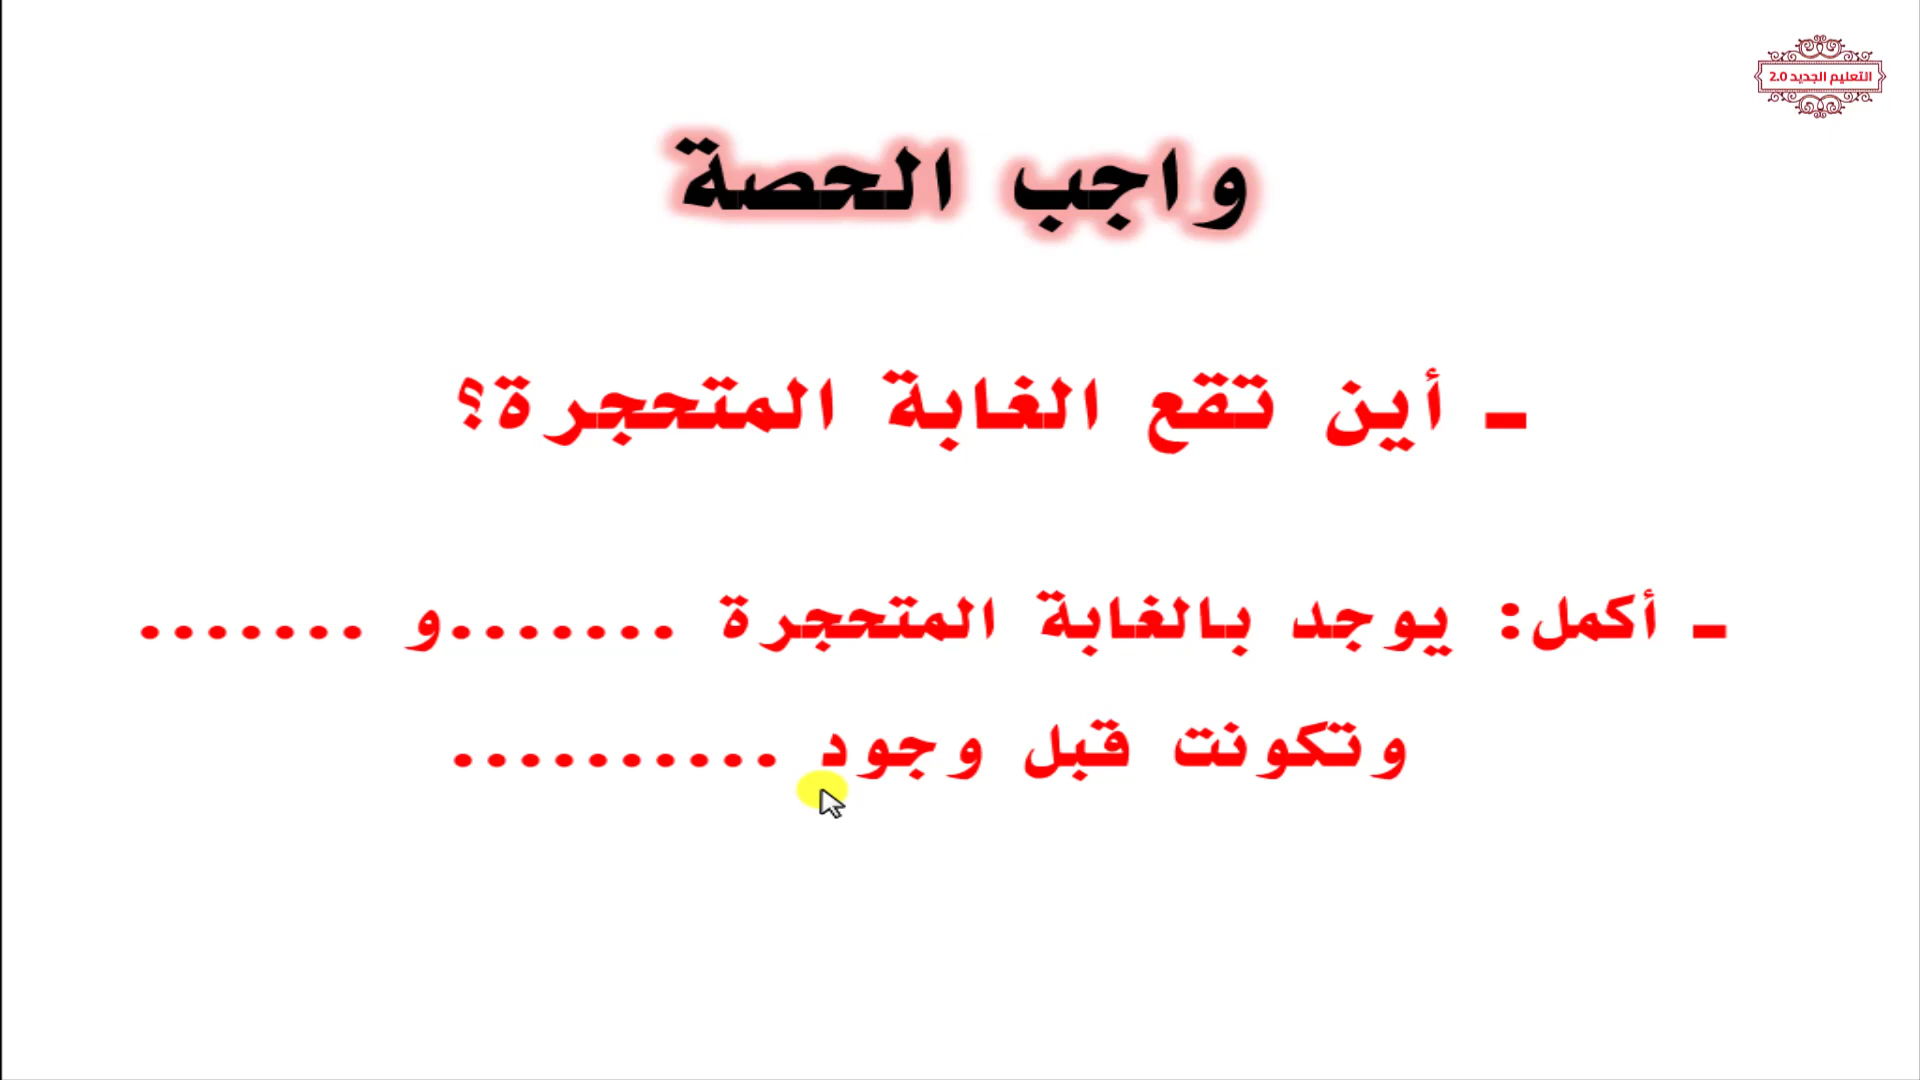 التعليم الجديد 2.0
واجب الحصة
- أين تقع الغابة المتحجرة؟
- أكمل: يوجد بالغابة المتحجرة .......و .......
وتكونت قبل وجود ..........